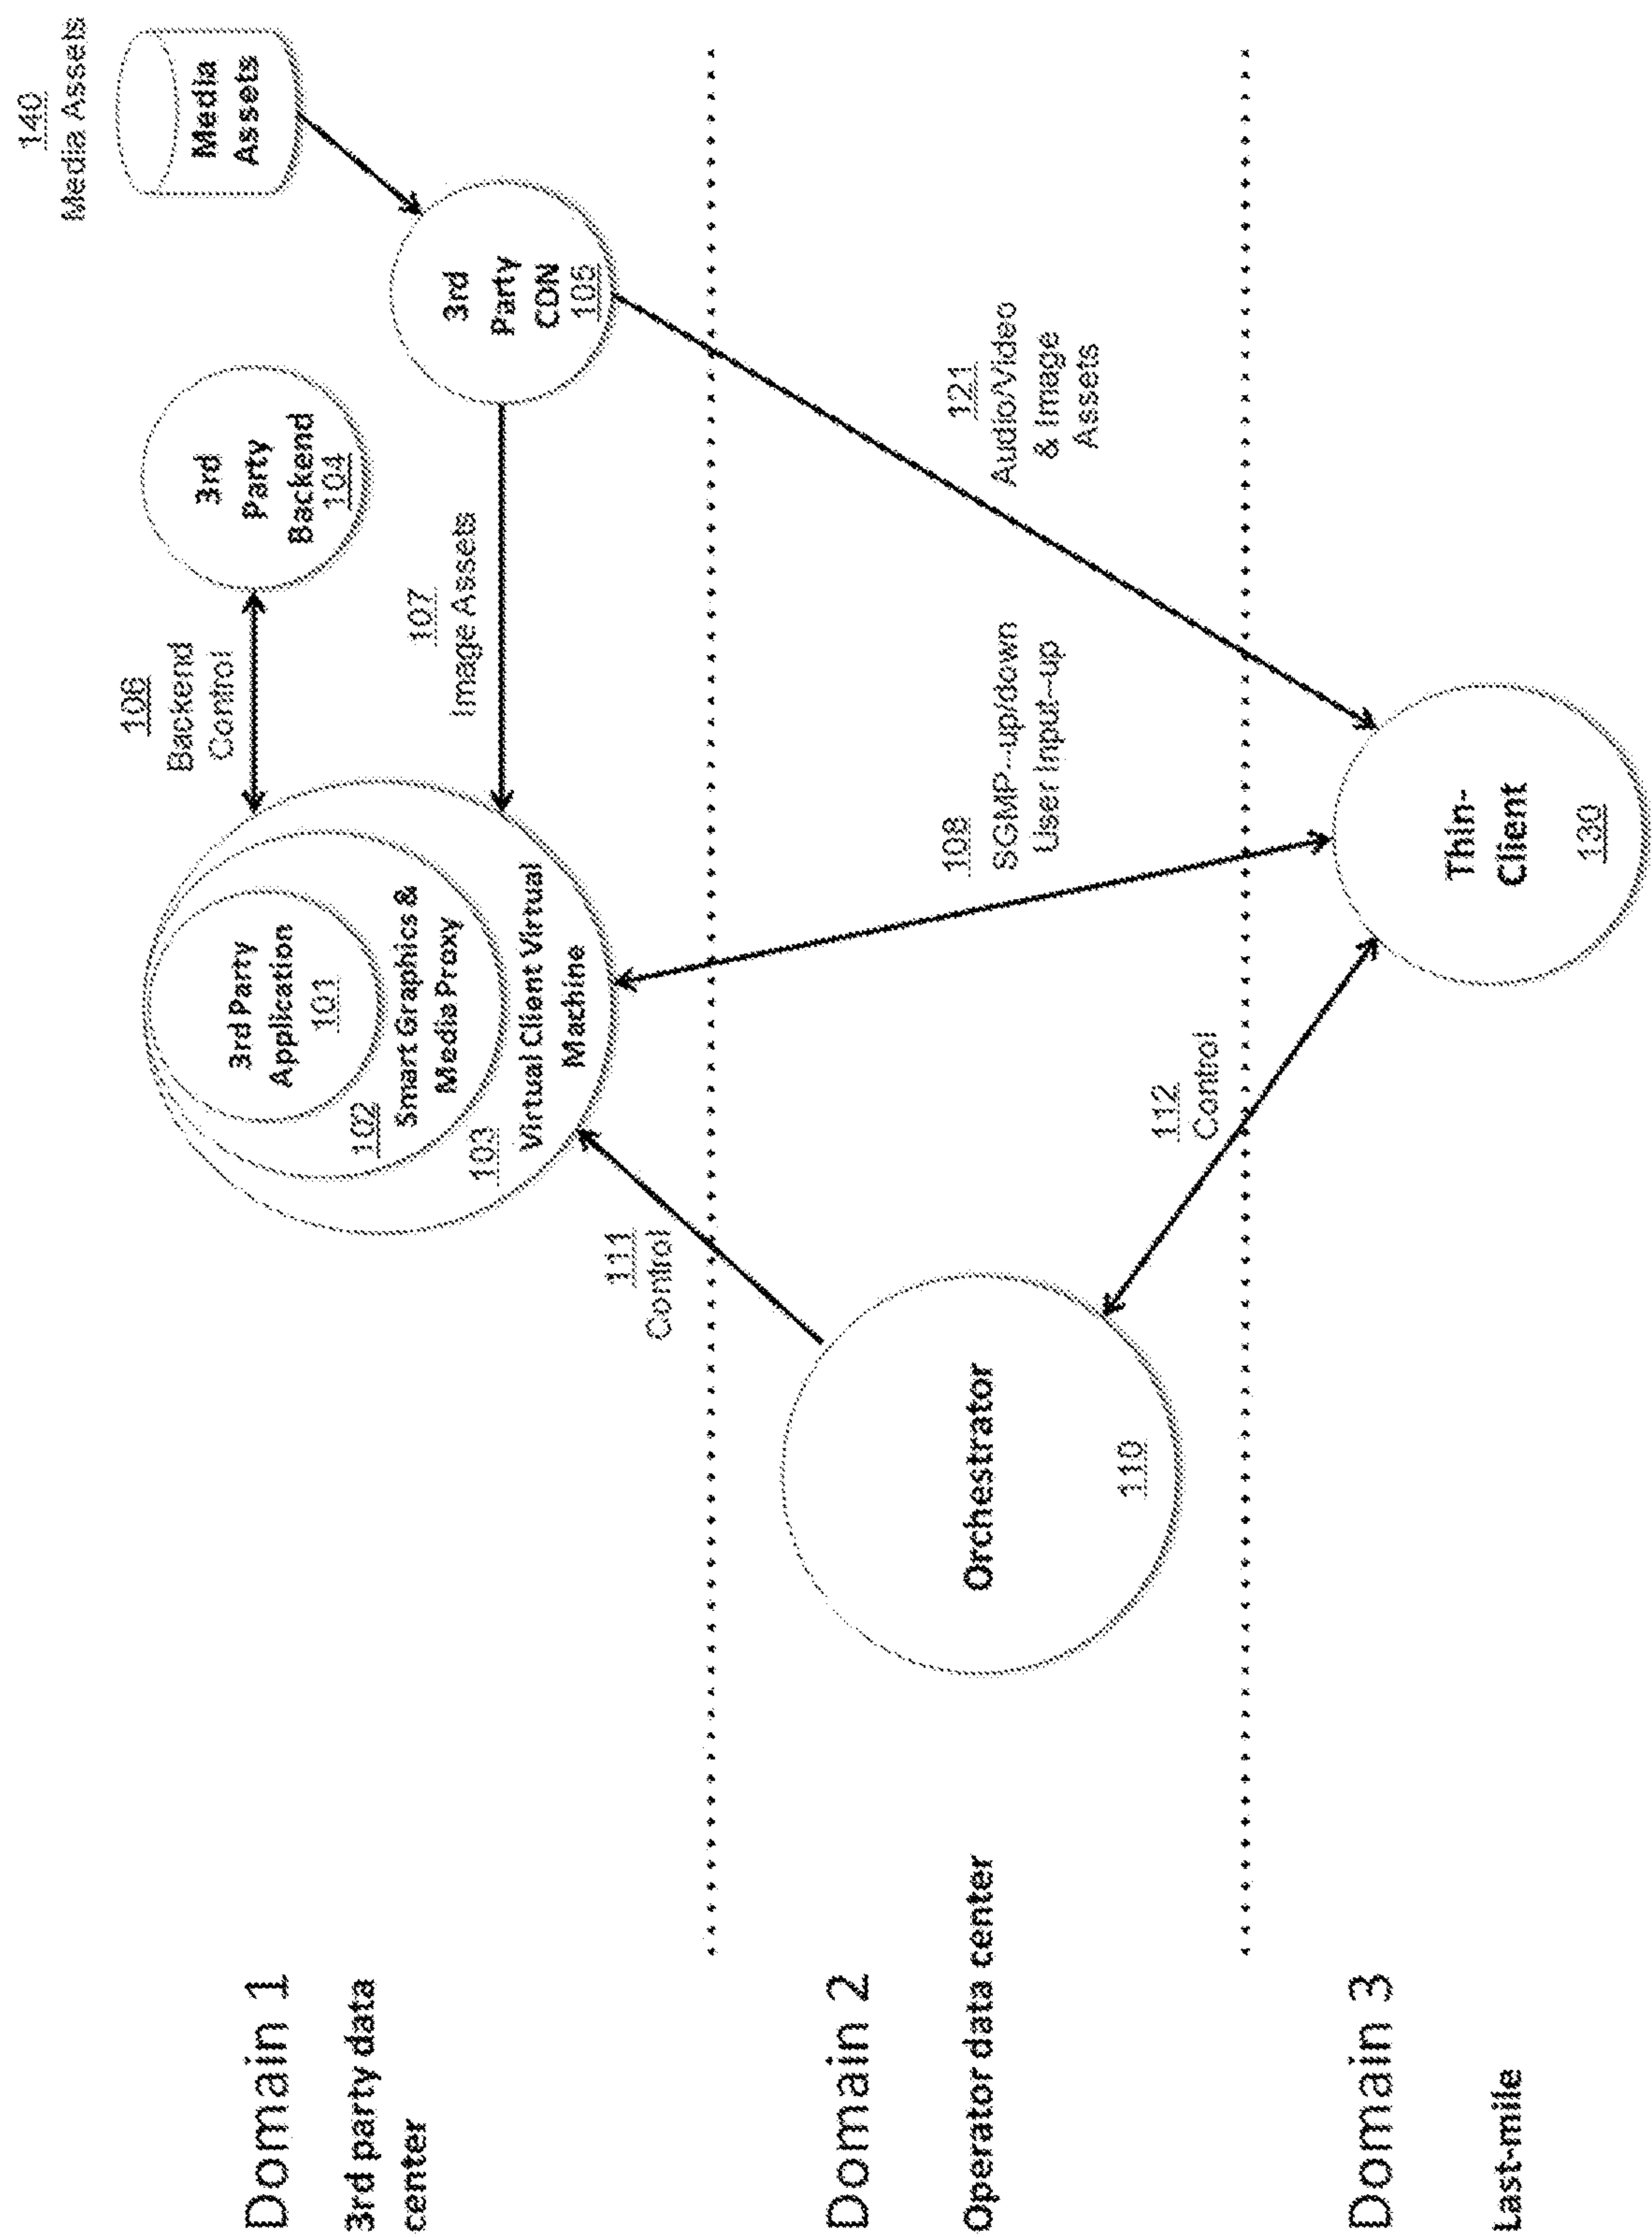 140
Media Assets
Media
Assets
3rd
Party
CDN
105
3rd
Party
Backend
104
106
Backend
Control
107
Image Assets
3rd Party
Application
101
102
Smart Graphics &
Media Proxy
103
Virtual Client Virtual
Machine
Domain 1
3rd party data
center
111
Control
108
SGMP--up/down
User Input--up
121
Audio/Video
& Image
Assets
Orchestrator
110
112
Control
Domain 2
Operator data center
Thin-
Client
130
Domain 3
Last-mile